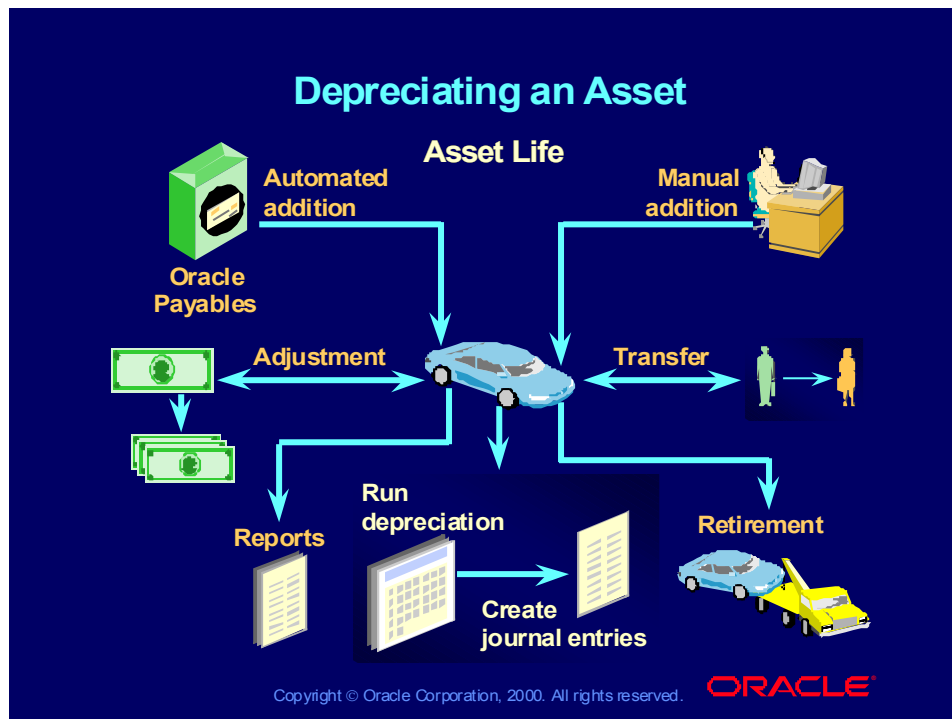 Depreciating an Asset
Asset Life
Automated
addition
Manual
addition
Oracle
Payables
Adjustment
Transfer
Run
depreciation
Reports
Retirement
Create
journal entries
Copyright © Oracle Corporation, 2000. All rights reserved.
ORACLE®